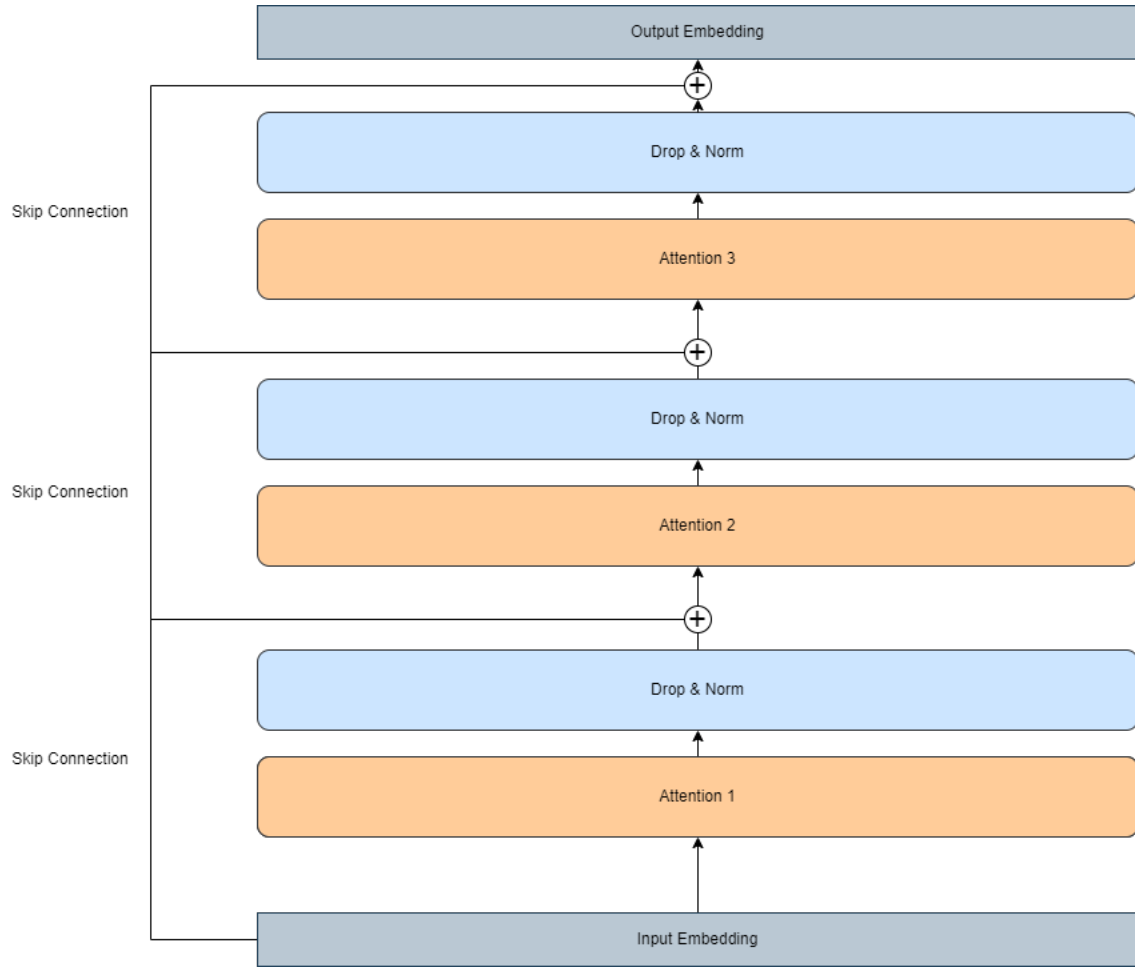 Output Embedding
Drop & Norm
Skip Connection
Attention 3
Drop & Norm
Skip Connection
Attention 2
Drop & Norm
Skip Connection
Attention 1
Input Embedding